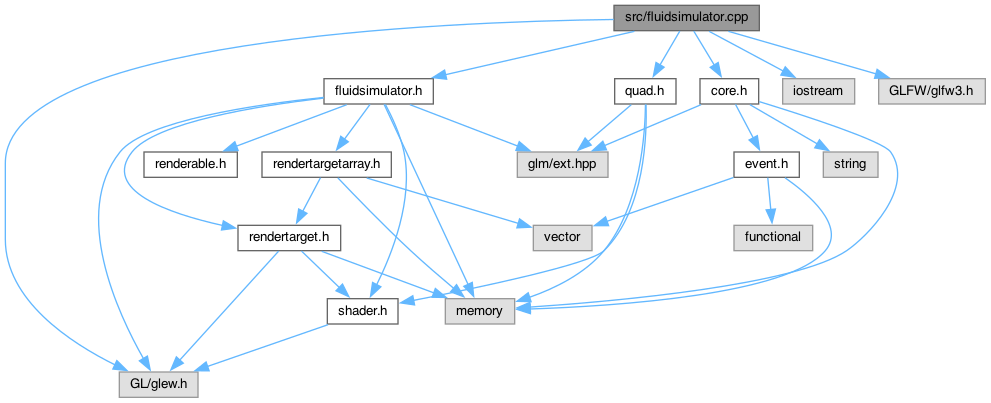 src/fluidsimulator.cpp
fluidsimulator.h
quad.h
core.h
iostream
GLFW/glfw3.h
renderable.h
rendertargetarray.h
glm/ext.hpp
event.h
string
rendertarget.h
vector
functional
shader.h
memory
GL/glew.h